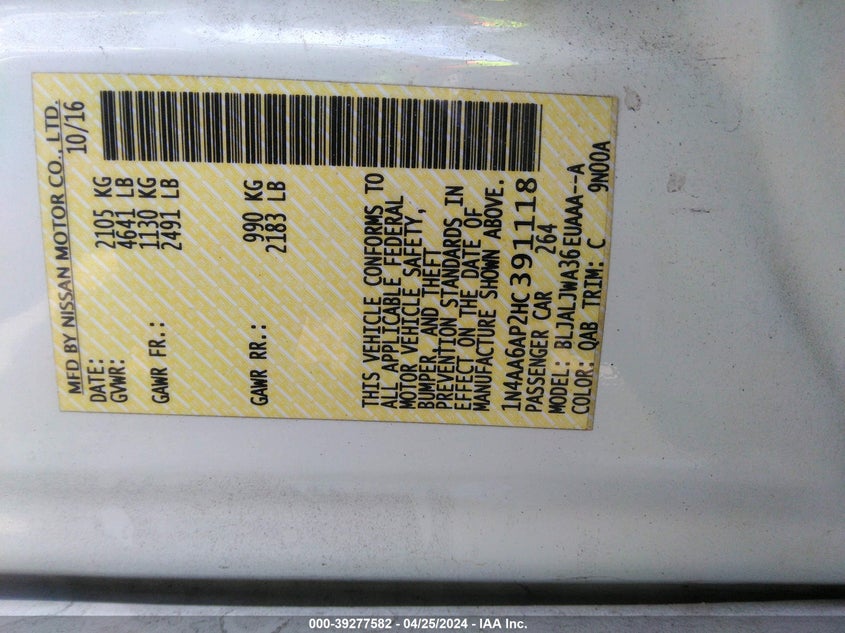 MFD BY NISSAN MOTOR CO., LTD.
DATE: 10/16
GVWR: 2105 KG
4641 LB
GAWR FR.: 1130 KG
2491 LB
GAWR RR.: 990 KG
2183 LB
THIS VEHICLE CONFORMS TO
ALL APPLICABLE FEDERAL
MOTOR VEHICLE SAFETY,
BUMPER, AND THEFT
PREVENTION STANDARDS IN
EFFECT ON THE DATE OF
MANUFACTURE SHOWN ABOVE.
1N4AA6AP2HC391118
PASSENGER CAR 264
MODEL: BLJALJWA36EUAAA--A
COLOR: QAB TRIM: C 9N00A
000-39277582 - 04/25/2024 - IAA Inc.